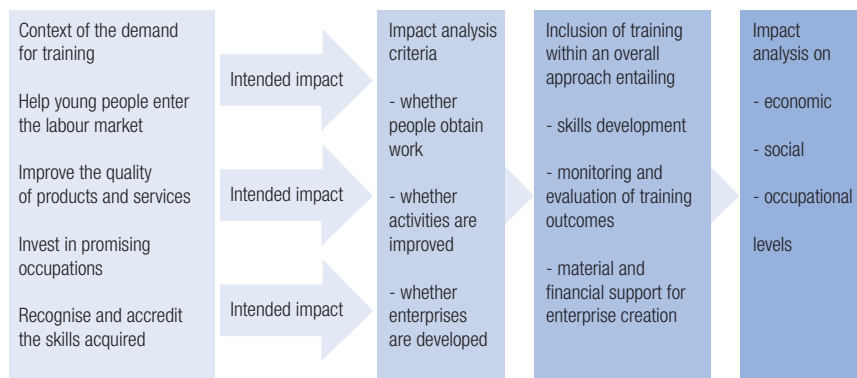 Context of the demand
for training
Help young people enter
the labour market
Improve the quality
of products and services
Invest in promising
occupations
Recognise and accredit
the skills acquired
Intended impact
Intended impact
Intended impact
Impact analysis
criteria
- whether
people obtain
work
- whether
activities are
improved
- whether
enterprises
are developed
Inclusion of training
within an overall
approach entailing
- skills development
- monitoring and
evaluation of training
outcomes
- material and
financial support for
enterprise creation
Impact
analysis on
- economic
- social
- occupational
levels